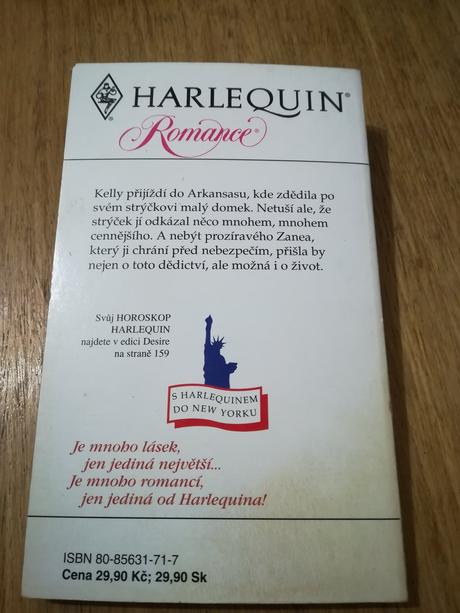 HARLEQUIN®
Romance®
Kelly přijíždí do Arkansasu, kde zdědila po
svém strýčkovi malý domek. Netuší ale, že
strýček jí odkázal něco mnohem, mnohem
cennějšího. A nebýt prozíravého Zanea,
který ji chrání před nebezpečím, přišla by
nejen o toto dědictví, ale možná i o život.
Svůj HOROSKOP
HARLEQUIN
najdete v edici Desire
na straně 159
S HARLEQUINEM
DO NEW YORKU
Je mnoho lásek,
jen jediná největší...
Je mnoho romancí,
jen jediná od Harlequina!
ISBN 80-85631-71-7
Cena 29,90 Kč; 29,90 Sk